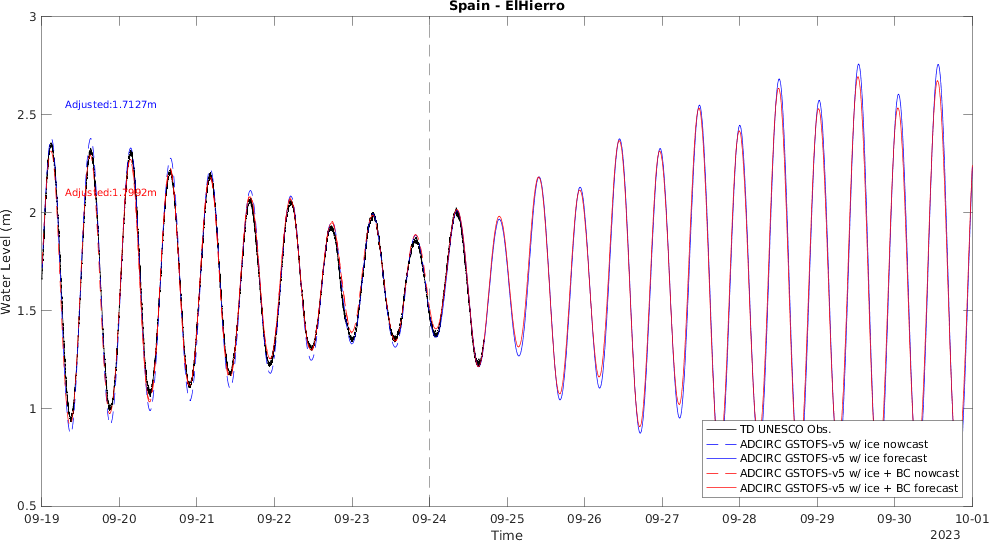 Spain - ElHierro
3
2.5
2
1.5
1
0.5
Water Level (m)
Adjusted:1.7127m
Adjusted:1.7992m
TD UNESCO Obs.
ADCIRC GSTOFS-v5 w/ ice nowcast
ADCIRC GSTOFS-v5 w/ ice forecast
ADCIRC GSTOFS-v5 w/ ice + BC nowcast
ADCIRC GSTOFS-v5 w/ ice + BC forecast
09-19 09-20 09-21 09-22 09-23 09-24 09-25 09-26 09-27 09-28 09-29 09-30 10-01
Time
2023